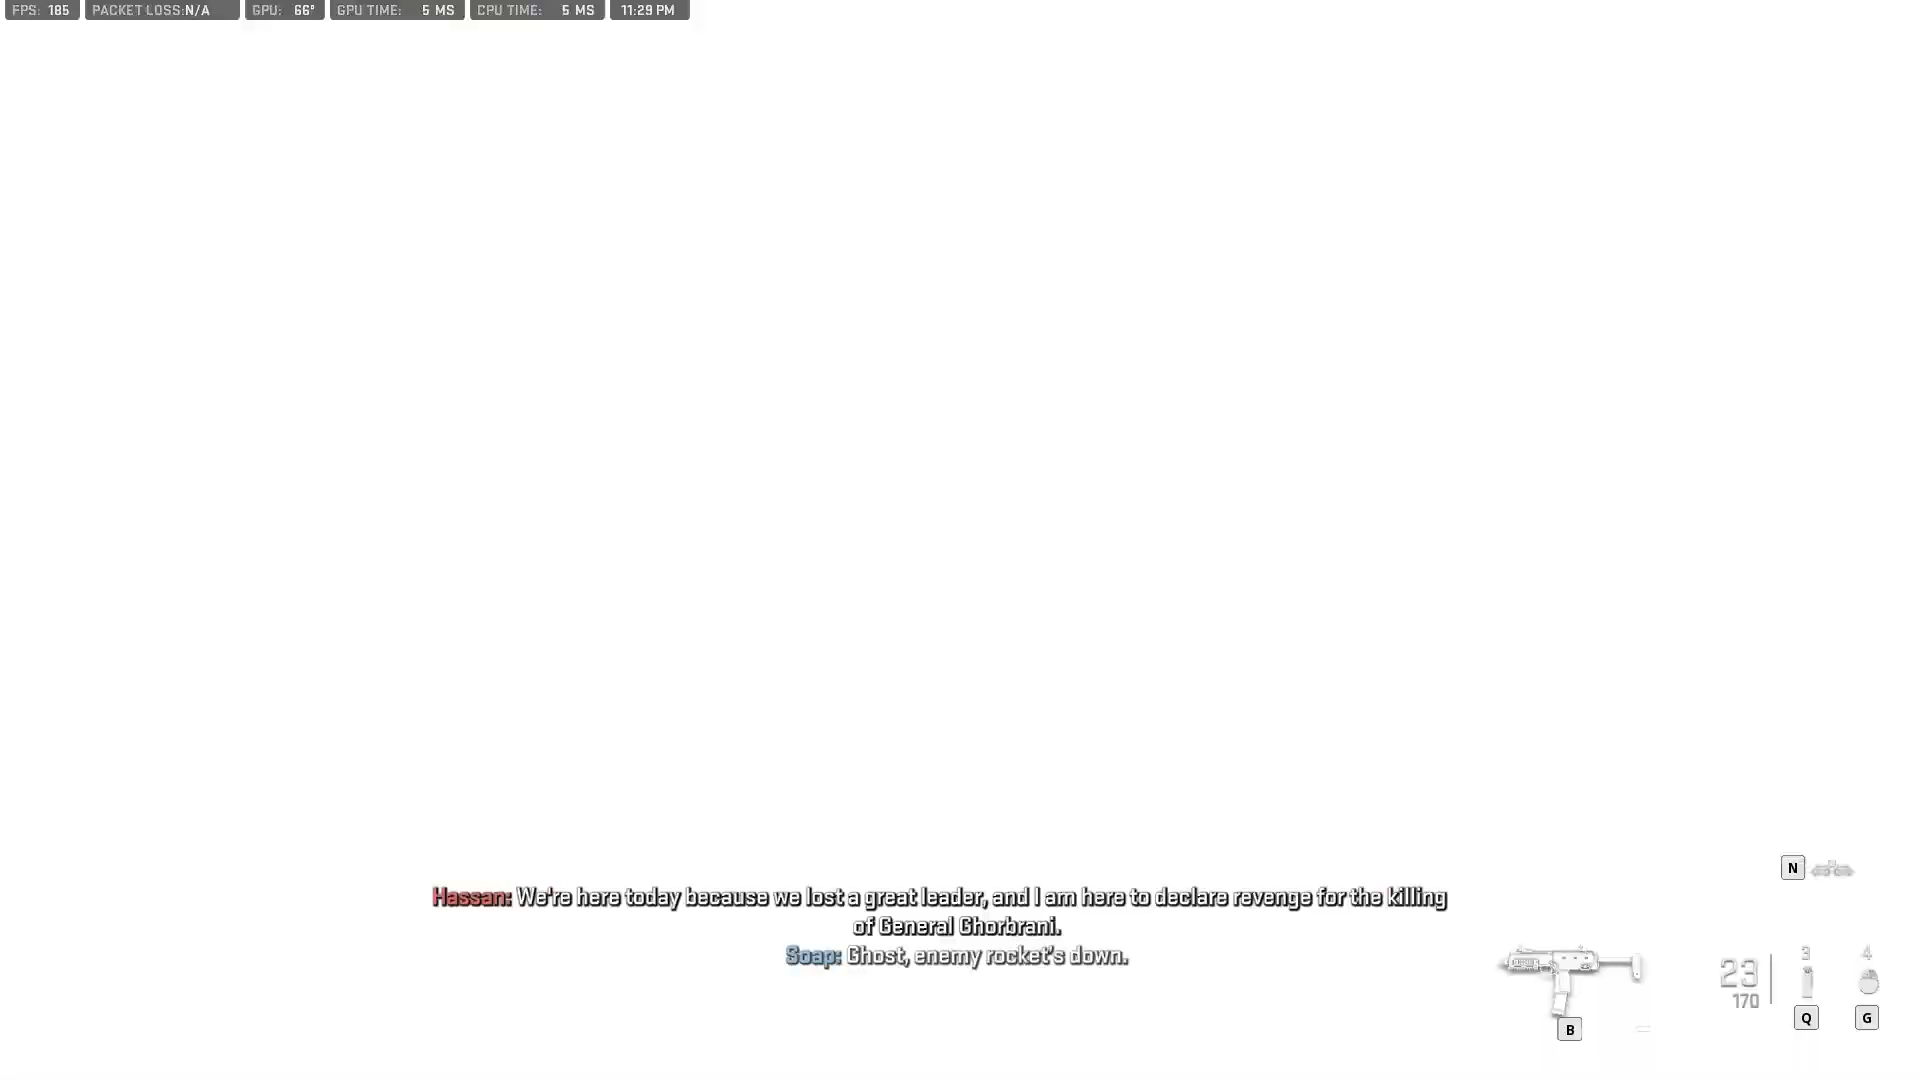 FPS: 185 PACKET LOSS:N/A GPU: 66° GPU TIME: 5 MS CPU TIME: 5 MS 11:29 PM
Hassan: We're here today because we lost a great leader, and I am here to declare revenge for the killing
of General Ghorbrani.
Soap: Ghost, enemy rocket's down.
N
23
170
3
4
B
Q
G